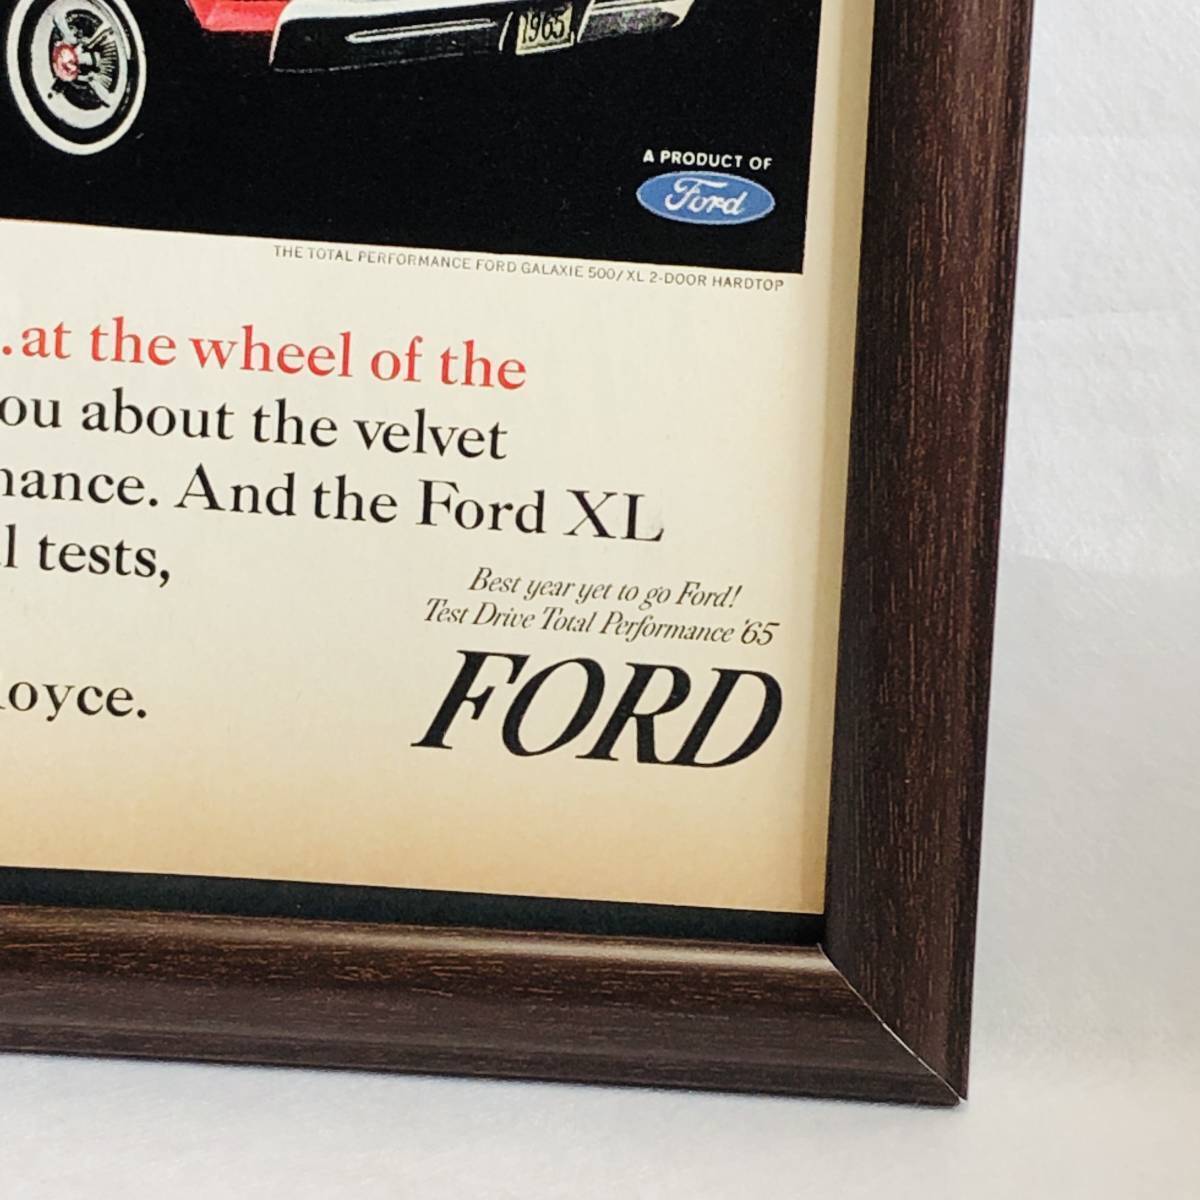 1965
A PRODUCT OF
Ford
THE TOTAL PERFORMANCE FORD GALAXIE 500/XL 2-DOOR HARDTOP
.at the wheel of the
ou about the velvet
nance. And the Ford XL
l tests,
Best year yet to go Ford!
Test Drive Total Performance '65
oyce.
FORD